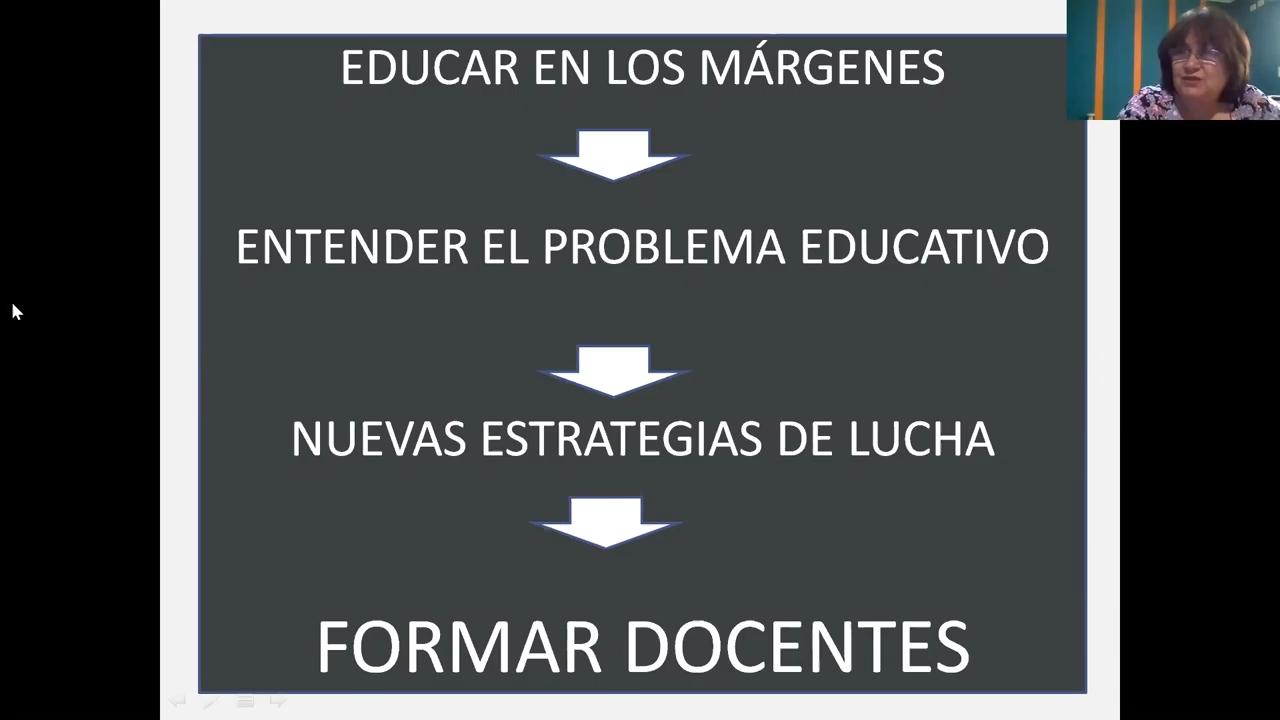 EDUCAR EN LOS MÁRGENES
ENTENDER EL PROBLEMA EDUCATIVO
NUEVAS ESTRATEGIAS DE LUCHA
FORMAR DOCENTES